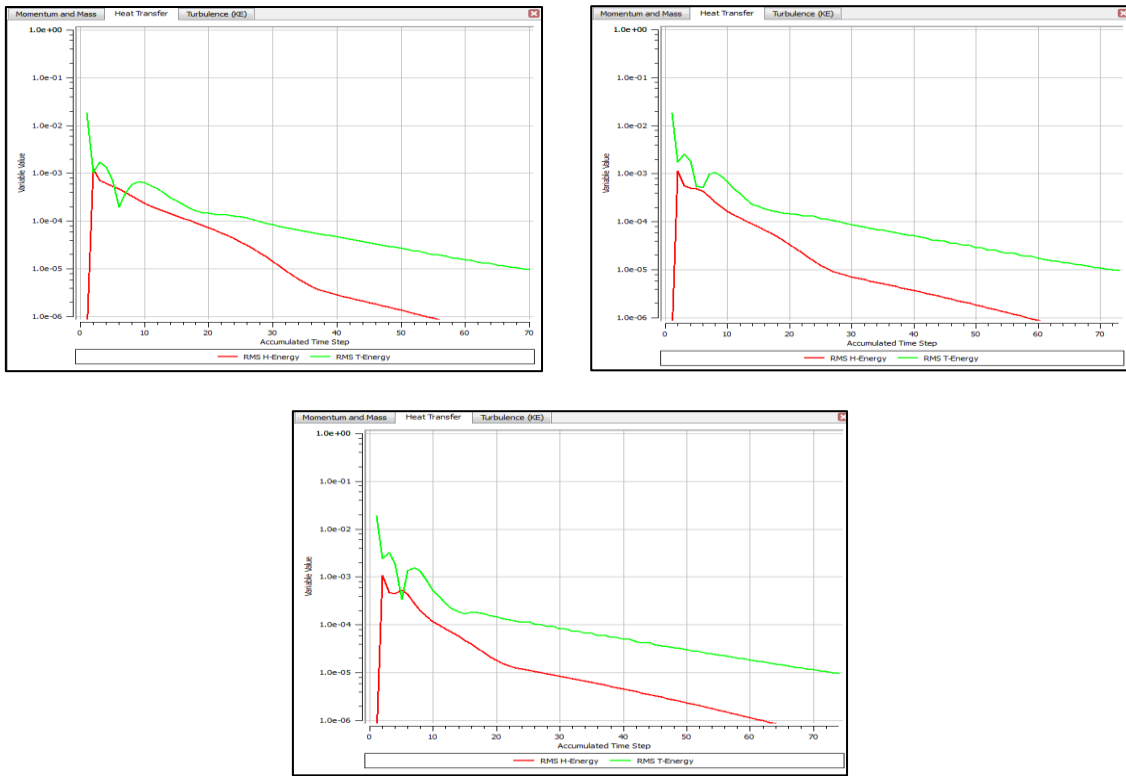 Momentum and Mass Heat Transfer Turbulence (KE)
1.0e+00
1.0e-01
1.0e-02
1.0e-03
1.0e-04
1.0e-05
1.0e-06
Variable Value
0 10 20 30 40 50 60 70
Accumulated Time Step
RMS H-Energy RMS T-Energy
Momentum and Mass Heat Transfer Turbulence (KE)
1.0e+00
1.0e-01
1.0e-02
1.0e-03
1.0e-04
1.0e-05
1.0e-06
Variable Value
0 10 20 30 40 50 60 70
Accumulated Time Step
RMS H-Energy RMS T-Energy
Momentum and Mass Heat Transfer Turbulence (KE)
1.0e+00
1.0e-01
1.0e-02
1.0e-03
1.0e-04
1.0e-05
1.0e-06
Variable Value
0 10 20 30 40 50 60 70
Accumulated Time Step
RMS H-Energy RMS T-Energy